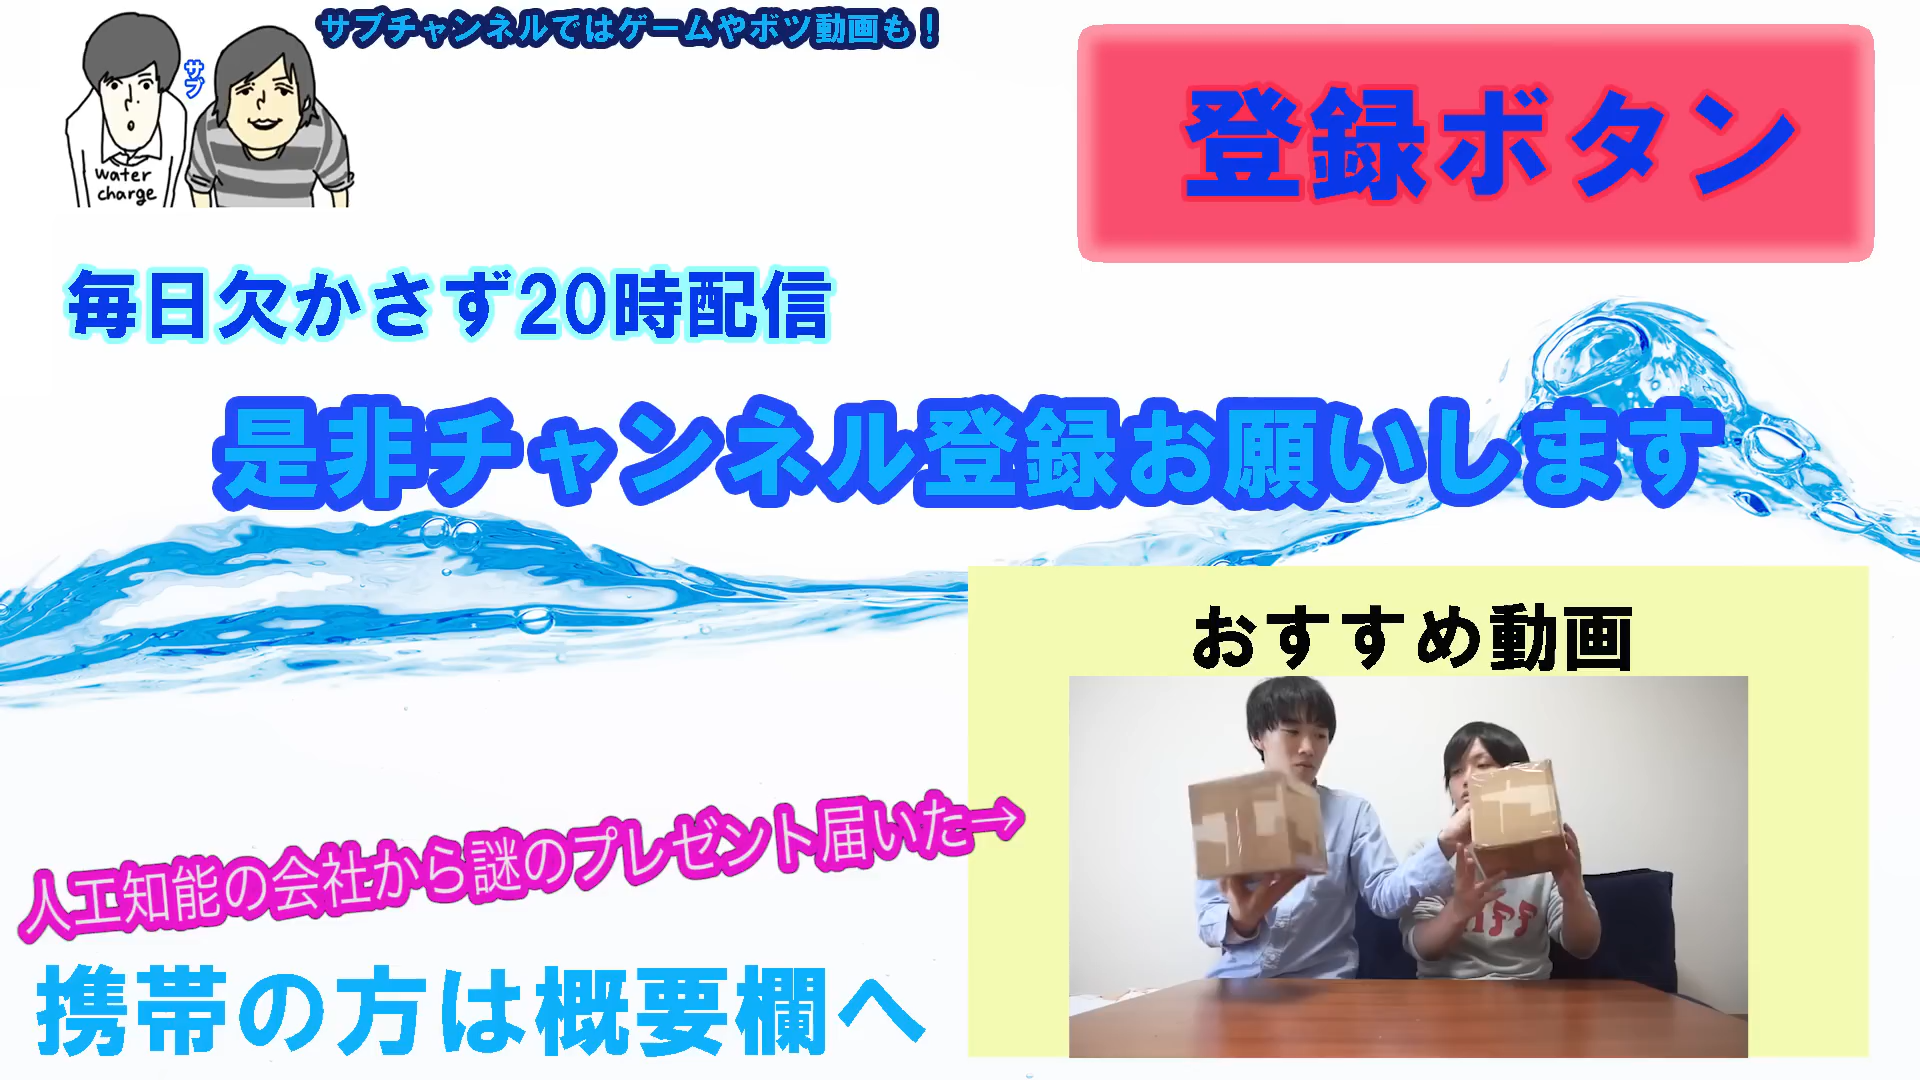 サブチャンネルではゲームやボツ動画も！
サブ
water
charge
登録ボタン
毎日欠かさず20時配信
是非チャンネル登録お願いします
おすすめ動画
人工知能の会社から謎のプレゼント届いた→
携帯の方は概要欄へ